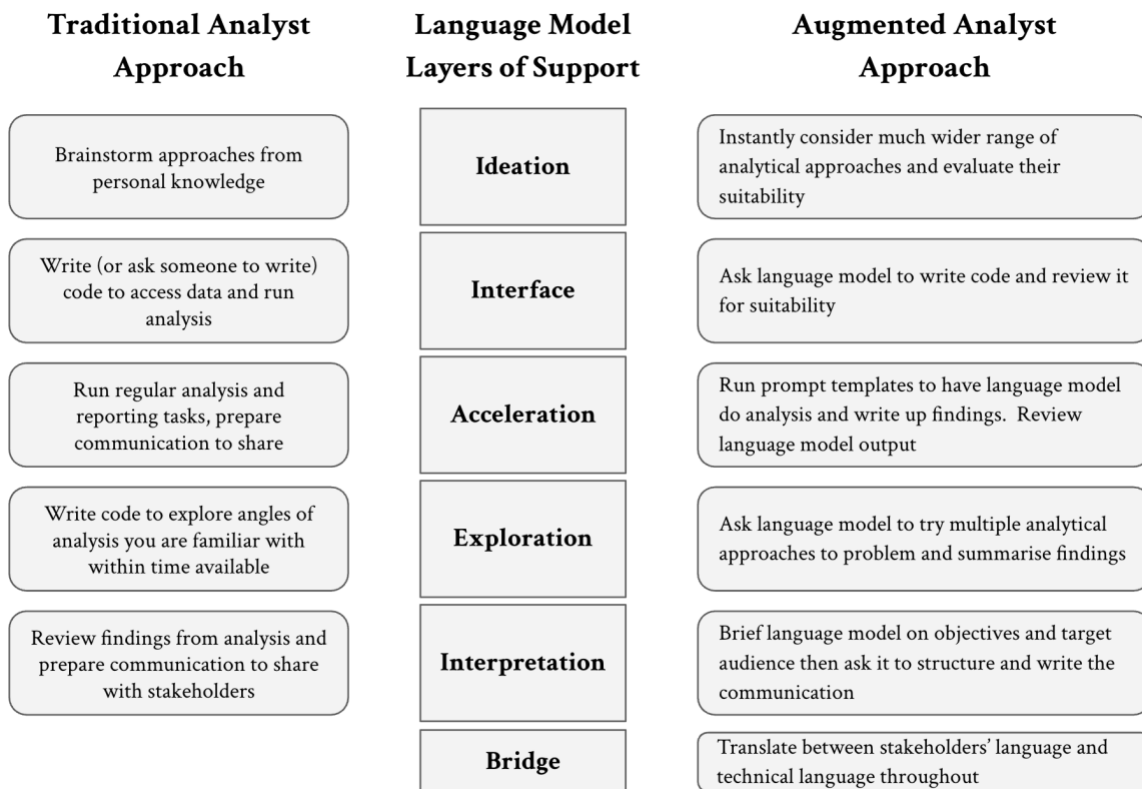 Traditional Analyst
Approach
Language Model
Layers of Support
Augmented Analyst
Approach
Brainstorm approaches from
personal knowledge
Ideation
Instantly consider much wider range of
analytical approaches and evaluate their
suitability
Write (or ask someone to write)
code to access data and run
analysis
Interface
Ask language model to write code and review it
for suitability
Run regular analysis and
reporting tasks, prepare
communication to share
Acceleration
Run prompt templates to have language model
do analysis and write up findings.  Review
language model output
Write code to explore angles of
analysis you are familiar with
within time available
Exploration
Ask language model to try multiple analytical
approaches to problem and summarise findings
Review findings from analysis and
prepare communication to share
with stakeholders
Interpretation
Brief language model on objectives and target
audience then ask it to structure and write the
communication
Bridge
Translate between stakeholders’ language and
technical language throughout